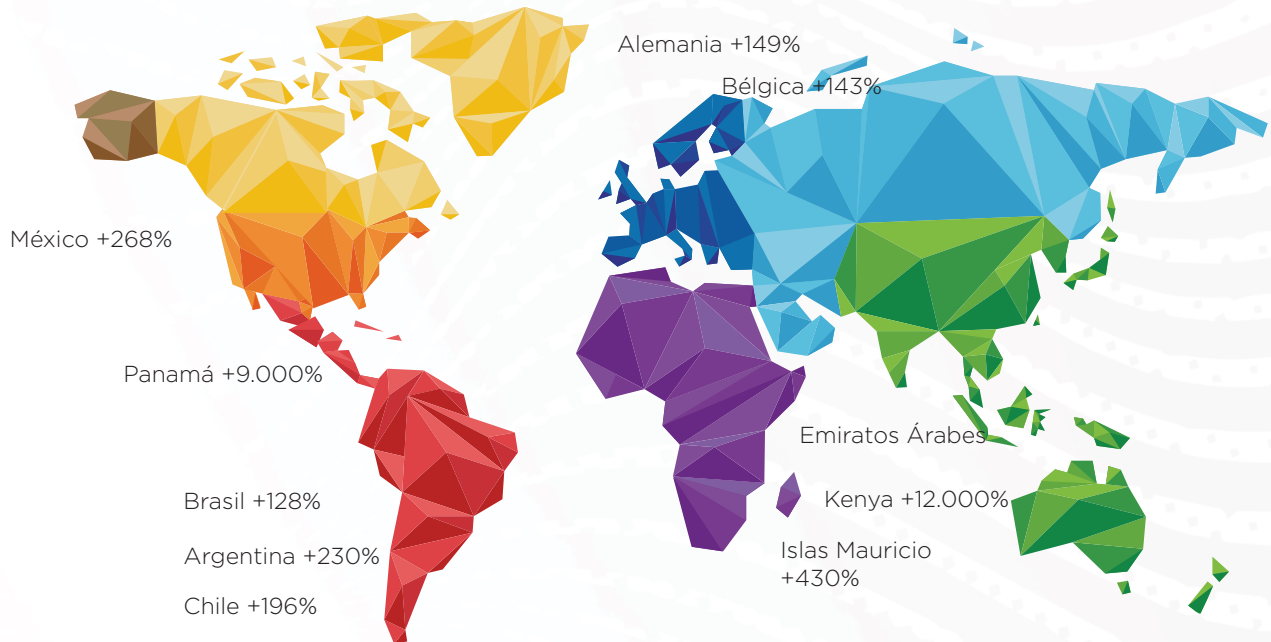 Alemania +149%
Bélgica +143%
México +268%
Panamá +9.000%
Emiratos Árabes
Brasil +128%
Kenya +12.000%
Argentina +230%
Islas Mauricio
+430%
Chile +196%